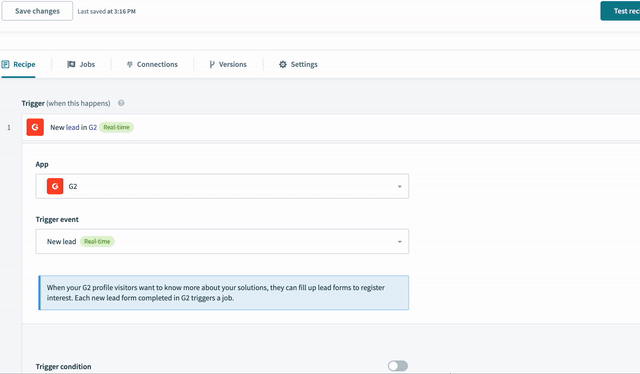 Save changes
Last saved at 3:16 PM
Test rec
Recipe
Jobs
Connections
Versions
Settings
Trigger (when this happens)
1
New lead in G2 Real-time
App
G2
Trigger event
New lead Real-time
When your G2 profile visitors want to know more about your solutions, they can fill up lead forms to register
interest. Each new lead form completed in G2 triggers a job.
Trigger condition